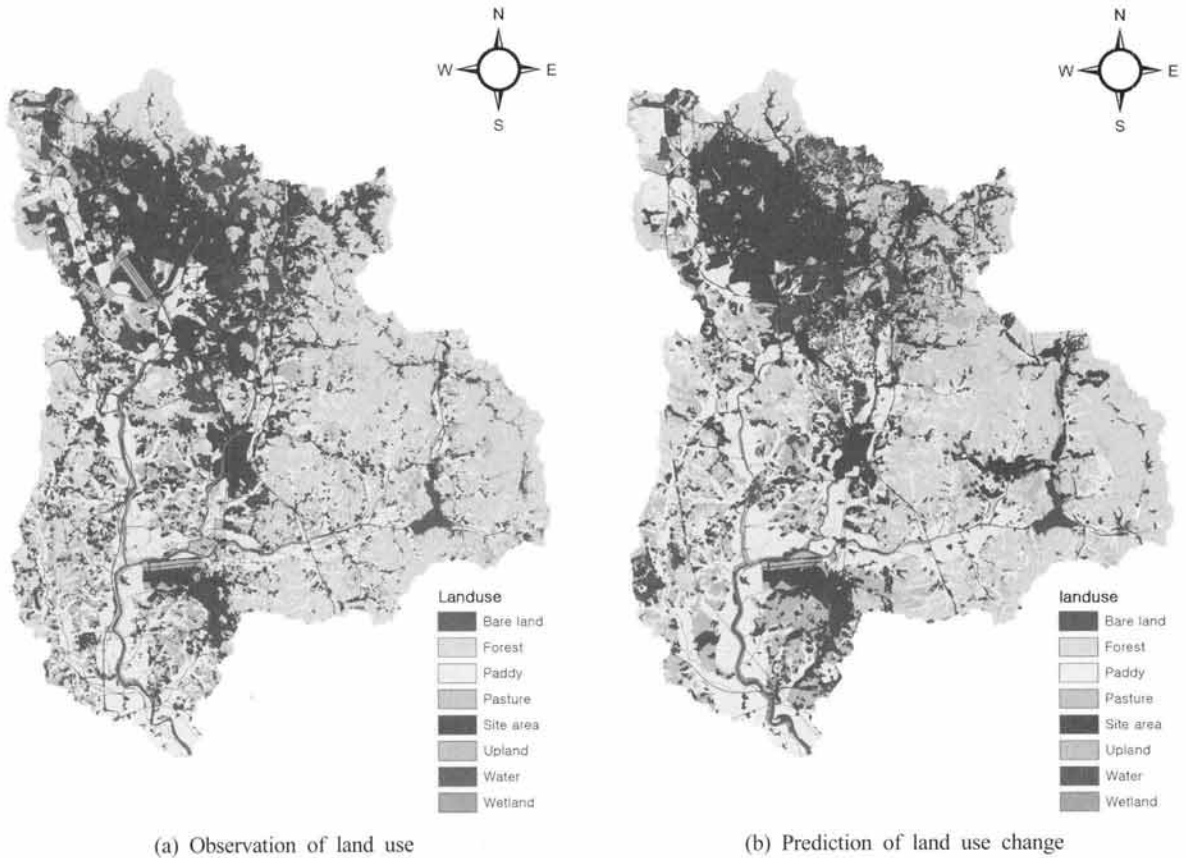 N
W E
S
Landuse
Bare land
Forest
Paddy
Pasture
Site area
Upland
Water
Wetland
(a) Observation of land use
N
W E
S
landuse
Bare land
Forest
Paddy
Pasture
Site area
Upland
Water
Wetland
(b) Prediction of land use change